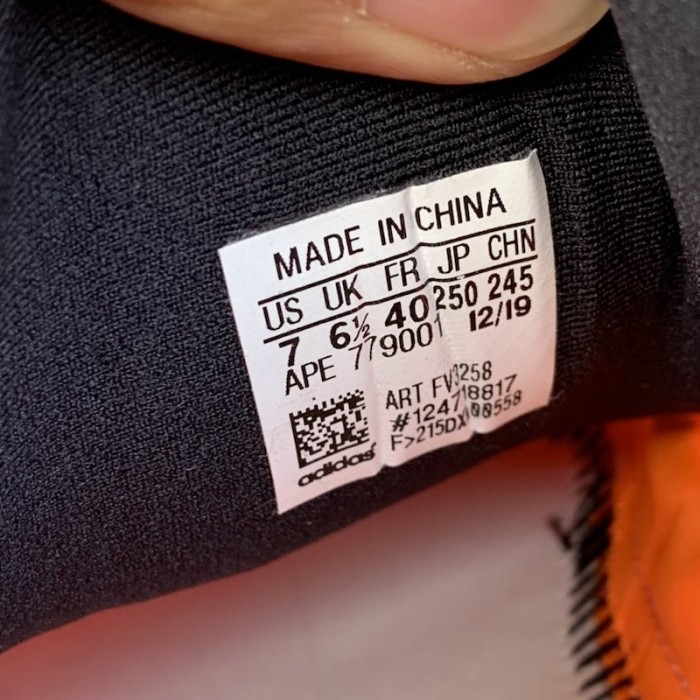 MADE IN CHINA
US UK FR JP CHN
7 6½ 40 250 245
APE 779001 12/19
ART FV3258
#124718817
F>215DX
adidas